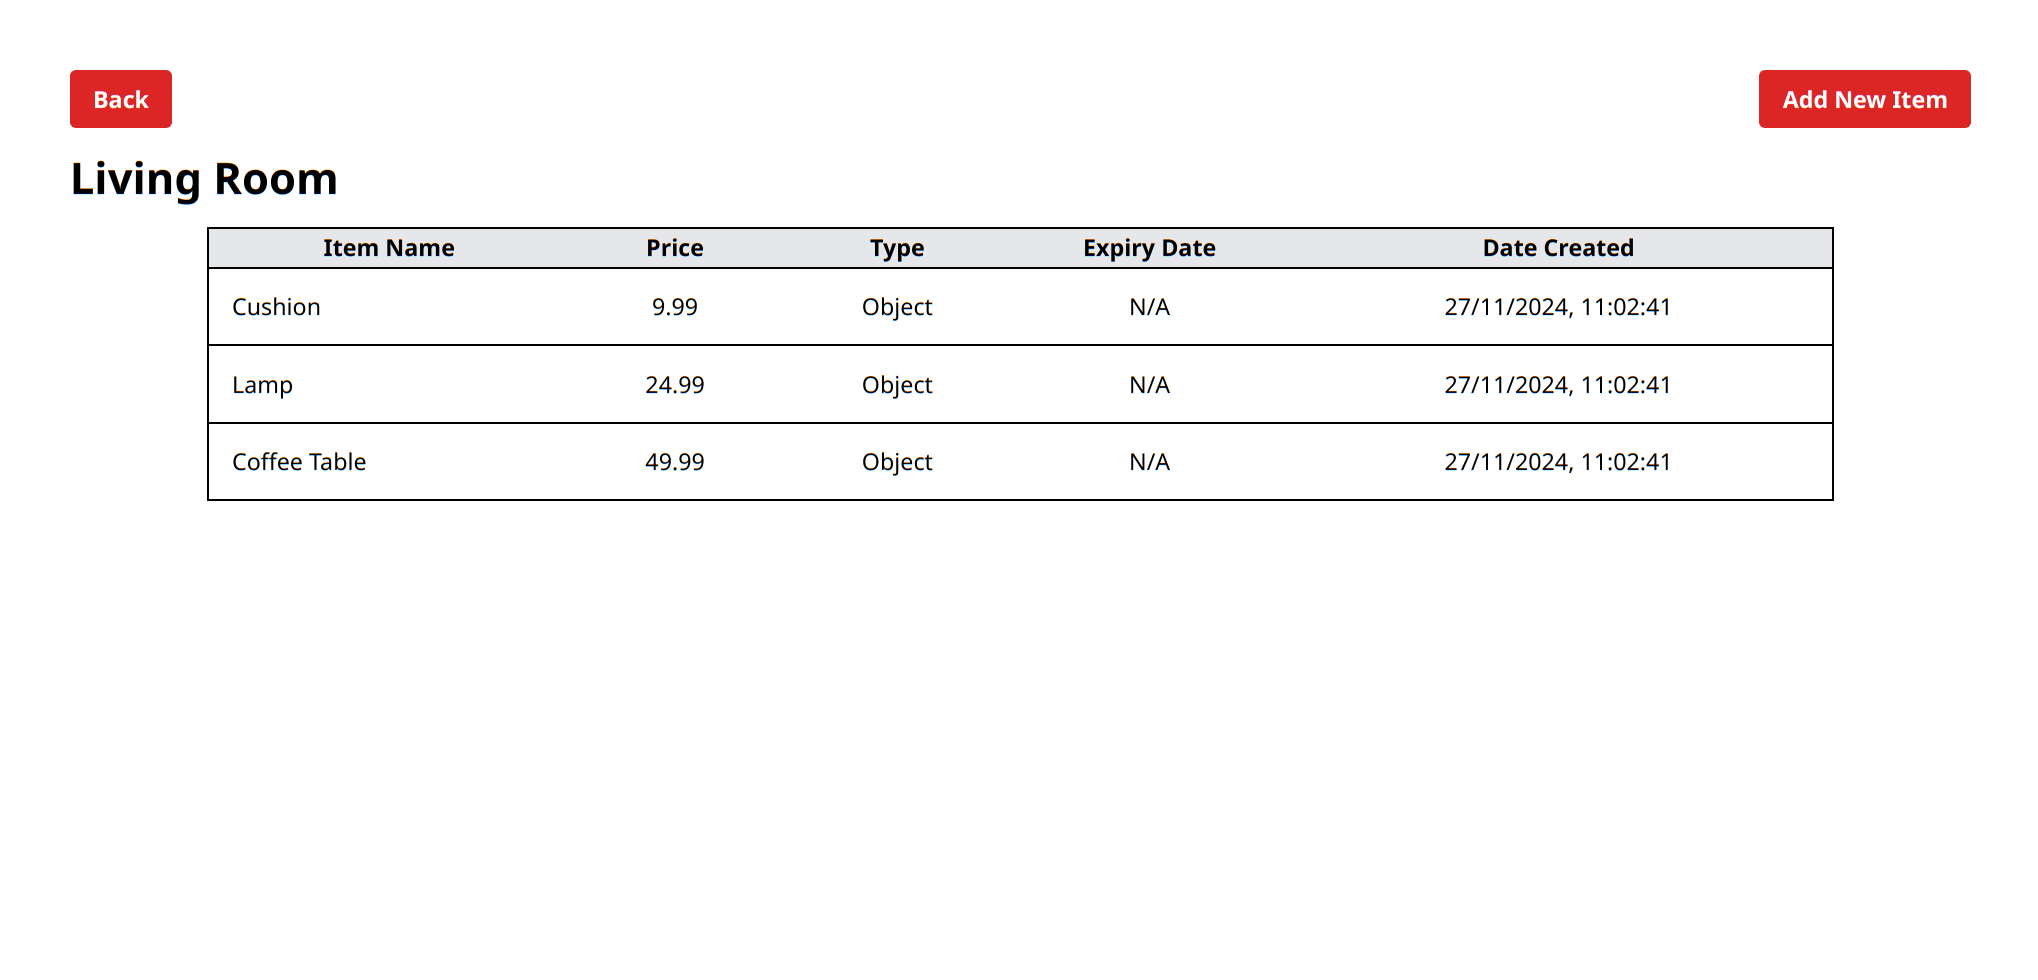 Back Add New Item
Living Room
Item Name Price Type Expiry Date Date Created
Cushion 9.99 Object N/A 27/11/2024, 11:02:41
Lamp 24.99 Object N/A 27/11/2024, 11:02:41
Coffee Table 49.99 Object N/A 27/11/2024, 11:02:41